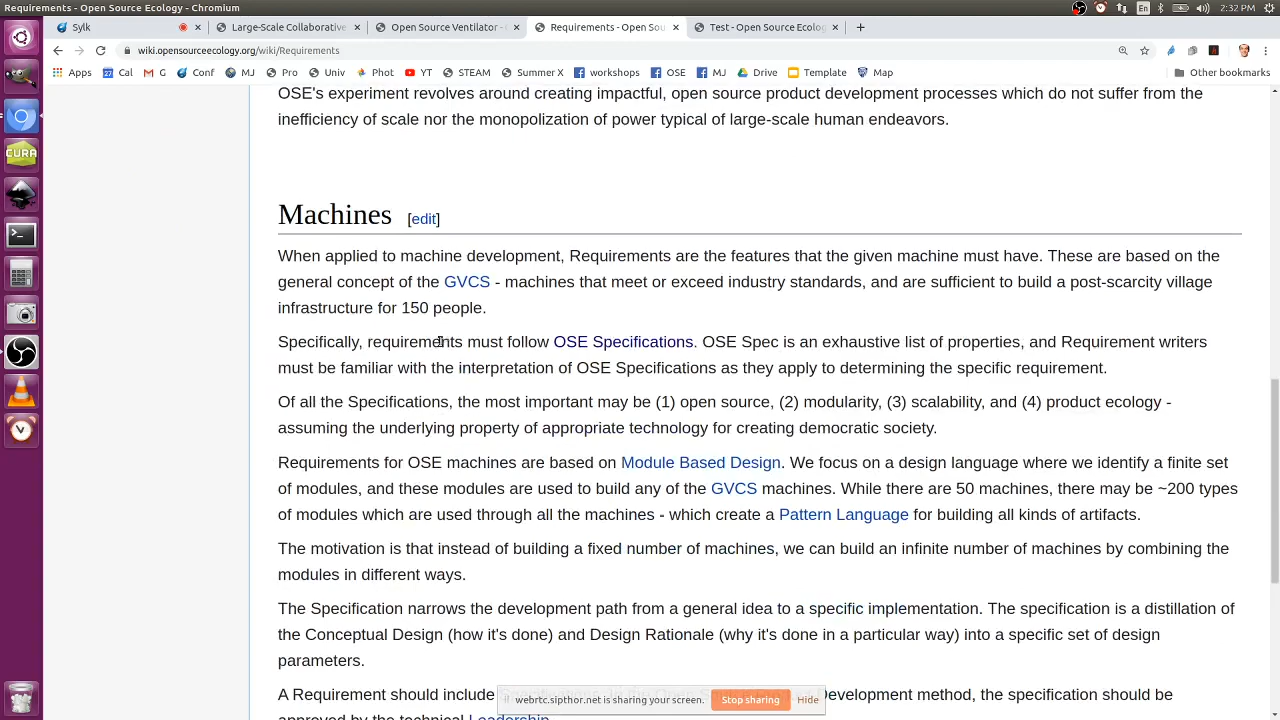 Requirements - Open Source Ecology - Chromium
En
2:32 PM
Sylk
Large-Scale Collaborative
Open Source Ventilator -
Requirements - Open Sou
Test - Open Source Ecolog
wiki.opensourceecology.org/wiki/Requirements
Apps
27 Cal
M G
Conf
MJ
Pro
Univ
Phot
YT
STEAM
Summer X
workshops
OSE
MJ
Drive
Template
Map
Other bookmarks
OSE's experiment revolves around creating impactful, open source product development processes which do not suffer from the
inefficiency of scale nor the monopolization of power typical of large-scale human endeavors.
CURA
Machines [edit]
When applied to machine development, Requirements are the features that the given machine must have. These are based on the
general concept of the GVCS - machines that meet or exceed industry standards, and are sufficient to build a post-scarcity village
infrastructure for 150 people.
Specifically, requirements must follow OSE Specifications. OSE Spec is an exhaustive list of properties, and Requirement writers
must be familiar with the interpretation of OSE Specifications as they apply to determining the specific requirement.
Of all the Specifications, the most important may be (1) open source, (2) modularity, (3) scalability, and (4) product ecology -
assuming the underlying property of appropriate technology for creating democratic society.
Requirements for OSE machines are based on Module Based Design. We focus on a design language where we identify a finite set
of modules, and these modules are used to build any of the GVCS machines. While there are 50 machines, there may be ~200 types
of modules which are used through all the machines - which create a Pattern Language for building all kinds of artifacts.
The motivation is that instead of building a fixed number of machines, we can build an infinite number of machines by combining the
modules in different ways.
The Specification narrows the development path from a general idea to a specific implementation. The specification is a distillation of
the Conceptual Design (how it's done) and Design Rationale (why it's done in a particular way) into a specific set of design
parameters.
A Requirement should include Development method, the specification should be
webrtc.sipthor.net is sharing your screen.
Stop sharing
Hide
approved by the technical Leadership.